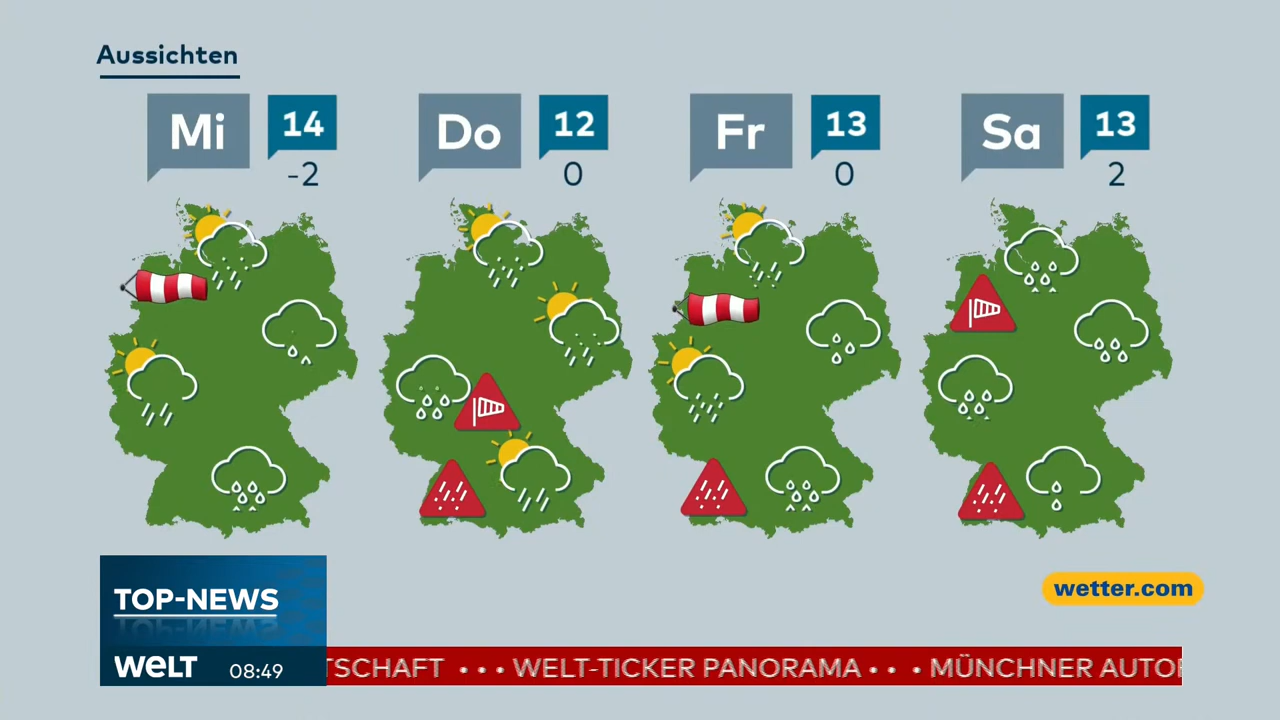 Aussichten
Mi 14 Do 12 Fr 13 Sa 13
-2 0 0 2
wetter.com
TOP-NEWS
WELT 08:49
TSCHAFT • • • WELT-TICKER PANORAMA • • • MÜNCHNER AUTO